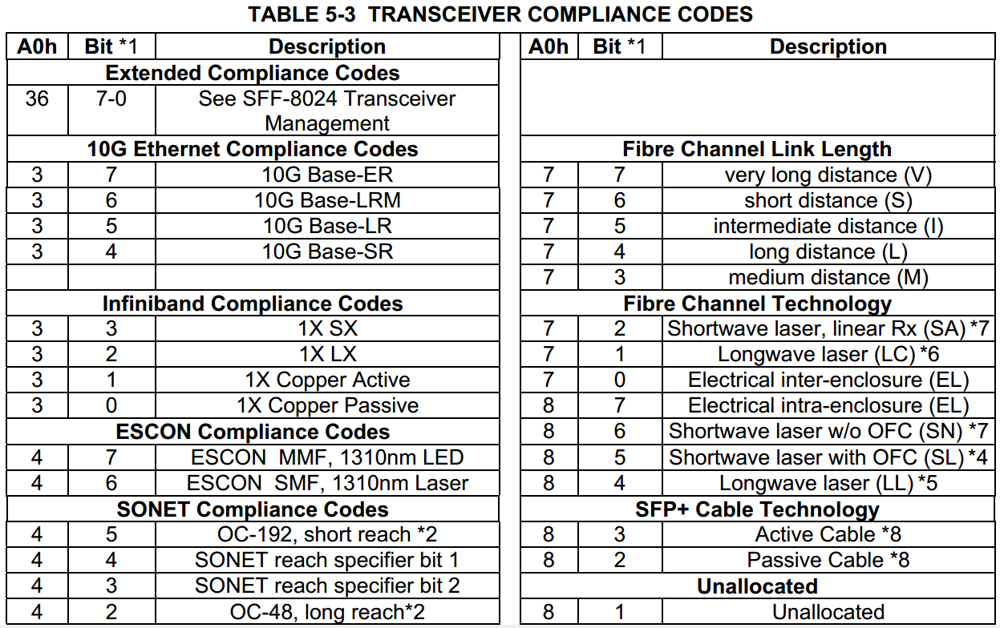 TABLE 5-3 TRANSCEIVER COMPLIANCE CODES
A0h Bit *1 Description
Extended Compliance Codes
36 7-0 See SFF-8024 Transceiver
Management
10G Ethernet Compliance Codes
3 7 10G Base-ER
3 6 10G Base-LRM
3 5 10G Base-LR
3 4 10G Base-SR
Infiniband Compliance Codes
3 3 1X SX
3 2 1X LX
3 1 1X Copper Active
3 0 1X Copper Passive
ESCON Compliance Codes
4 7 ESCON MMF, 1310nm LED
4 6 ESCON SMF, 1310nm Laser
SONET Compliance Codes
4 5 OC-192, short reach *2
4 4 SONET reach specifier bit 1
4 3 SONET reach specifier bit 2
4 2 OC-48, long reach*2
A0h Bit *1 Description
Fibre Channel Link Length
7 7 very long distance (V)
7 6 short distance (S)
7 5 intermediate distance (I)
7 4 long distance (L)
7 3 medium distance (M)
Fibre Channel Technology
7 2 Shortwave laser, linear Rx (SA) *7
7 1 Longwave laser (LC) *6
7 0 Electrical inter-enclosure (EL)
8 7 Electrical intra-enclosure (EL)
8 6 Shortwave laser w/o OFC (SN) *7
8 5 Shortwave laser with OFC (SL) *4
8 4 Longwave laser (LL) *5
SFP+ Cable Technology
8 3 Active Cable *8
8 2 Passive Cable *8
Unallocated
8 1 Unallocated